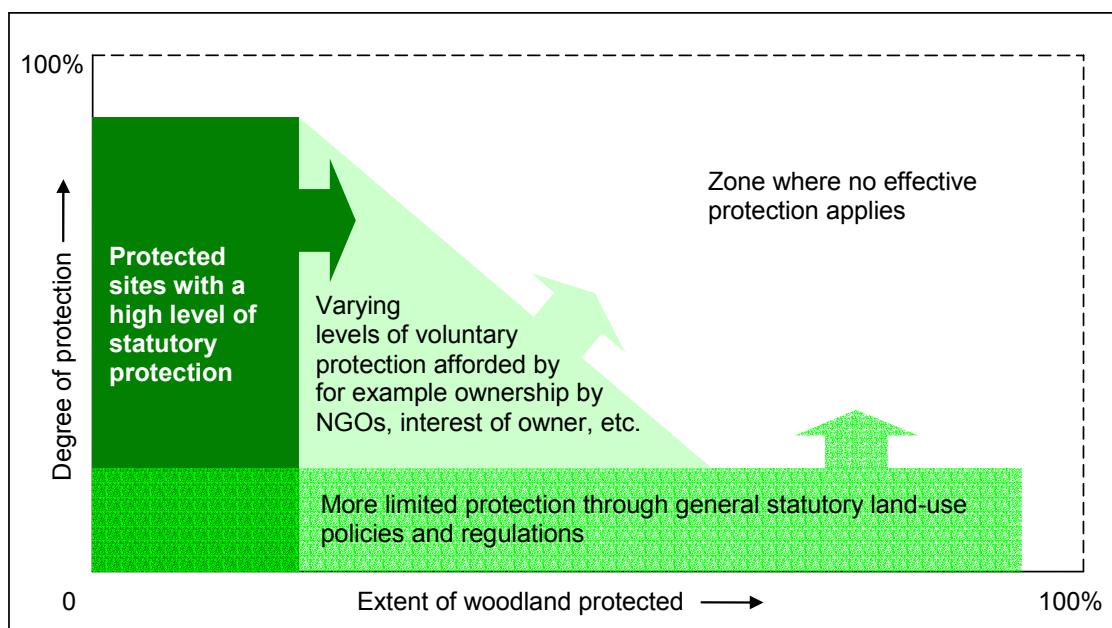 100%
Degree of protection
Protected
sites with a
high level of
statutory
protection
Varying
levels of voluntary
protection afforded by
for example ownership by
NGOs, interest of owner, etc.
Zone where no effective
protection applies
More limited protection through general statutory land-use
policies and regulations
0
Extent of woodland protected
100%